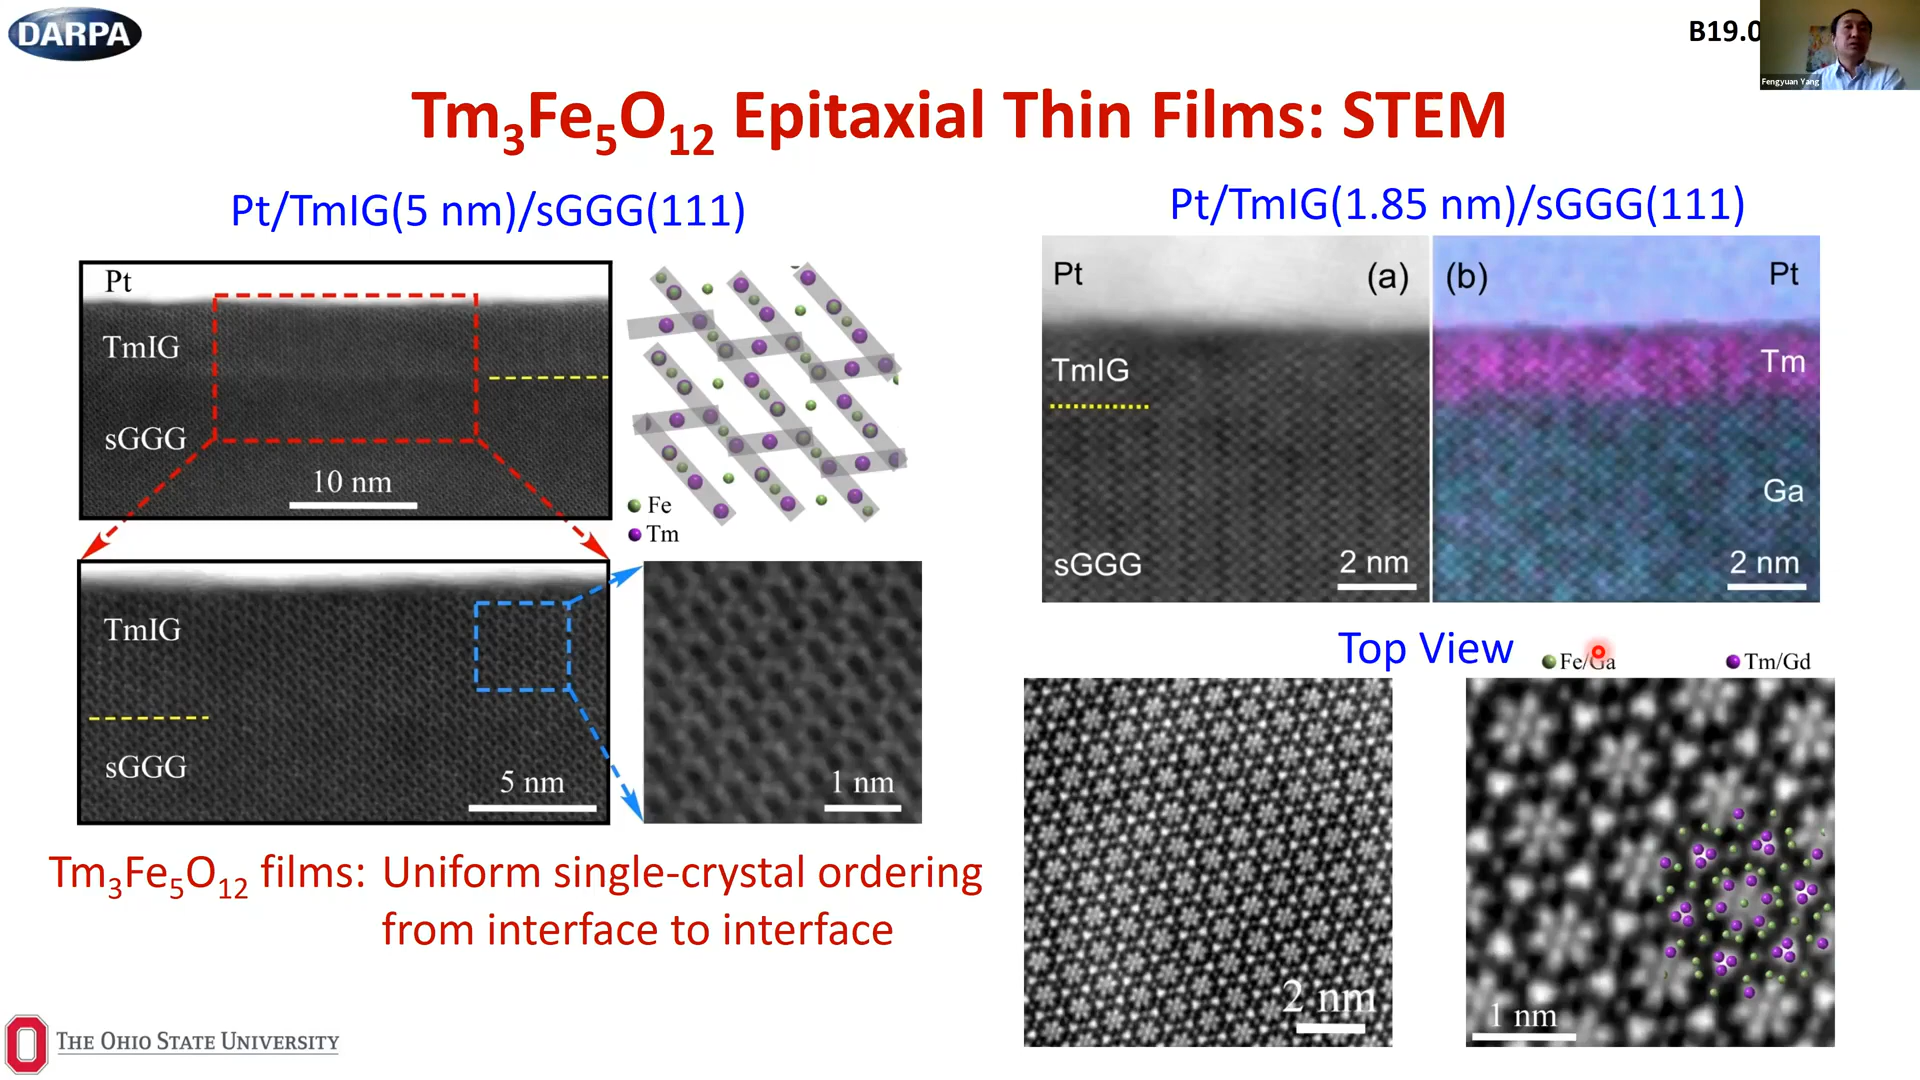 DARPA
B19.0
Fengyuan Yang
Tm₃Fe₅O₁₂ Epitaxial Thin Films: STEM
Pt/TmIG(5 nm)/sGGG(111)
Pt
TmIG
sGGG
10 nm
Fe
Tm
TmIG
sGGG
5 nm
1 nm
Tm₃Fe₅O₁₂ films: Uniform single-crystal ordering
from interface to interface
Pt/TmIG(1.85 nm)/sGGG(111)
Pt
(a)
TmIG
sGGG
2 nm
(b)
Pt
Tm
Ga
2 nm
Top View
Fe/Ga
Tm/Gd
2 nm
1 nm
THE OHIO STATE UNIVERSITY